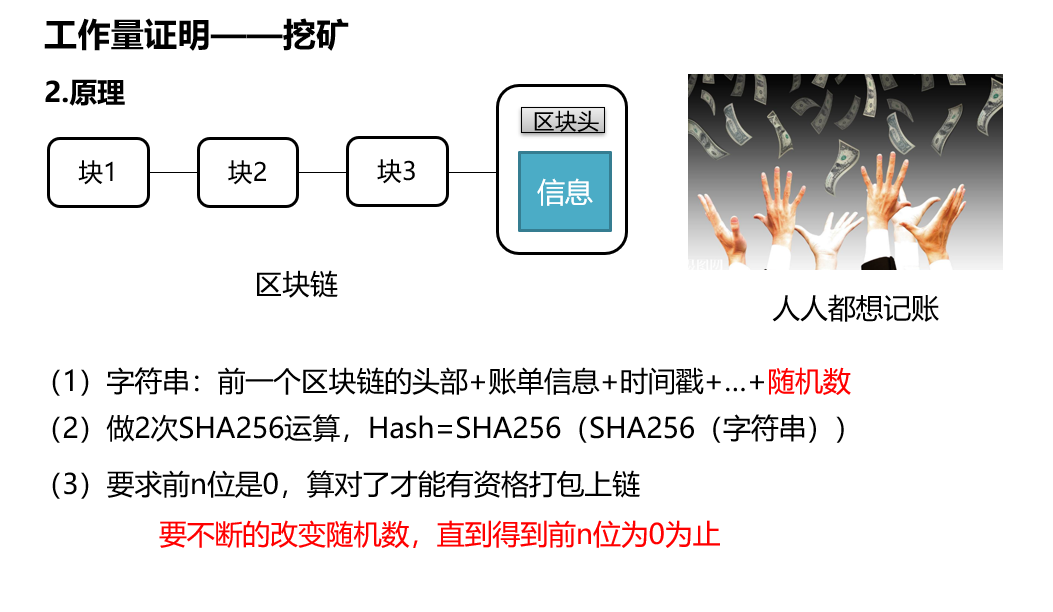 工作量证明——挖矿
2.原理
块1
块2
块3
区块头
信息
区块链
人人都想记账
（1）字符串：前一个区块链的头部+账单信息+时间戳+…+随机数
（2）做2次SHA256运算，Hash=SHA256（SHA256（字符串））
（3）要求前n位是0，算对了才能有资格打包上链
要不断的改变随机数，直到得到前n位为0为止